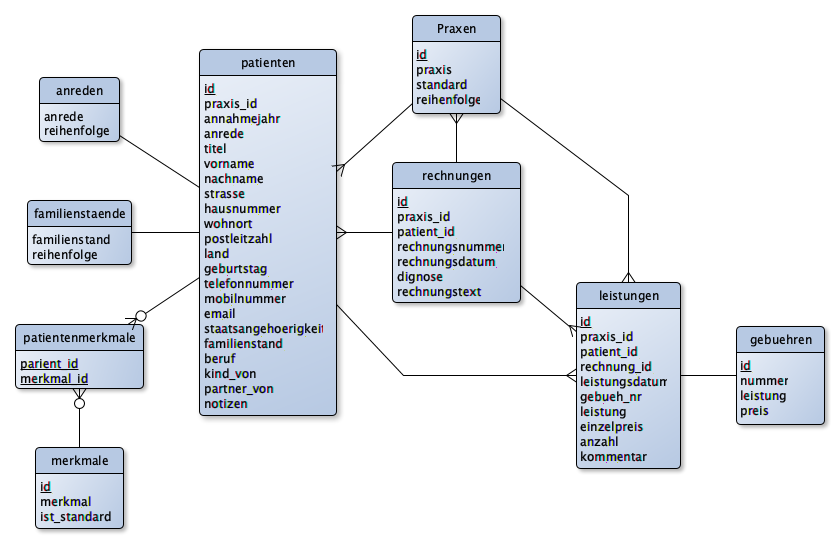 Praxen
id
praxis
standard
reihenfolge
patienten
id
praxis_id
annahmejahr
anrede
titel
vorname
nachname
strasse
hausnummer
wohnort
postleitzahl
land
geburtstag
telefonnummer
mobilnummer
email
staatsangehoerigkeit
familienstand
beruf
kind_von
partner_von
notizen
anreden
anrede
reihenfolge
familienstaende
familienstand
reihenfolge
patientenmerkmale
parient_id
merkmal_id
merkmale
id
merkmal
ist_standard
rechnungen
id
praxis_id
patient_id
rechnungsnummer
rechnungsdatum
dignose
rechnungstext
leistungen
id
praxis_id
patient_id
rechnung_id
leistungsdatum
gebueh_nr
leistung
einzelpreis
anzahl
kommentar
gebuehren
id
nummer
leistung
preis